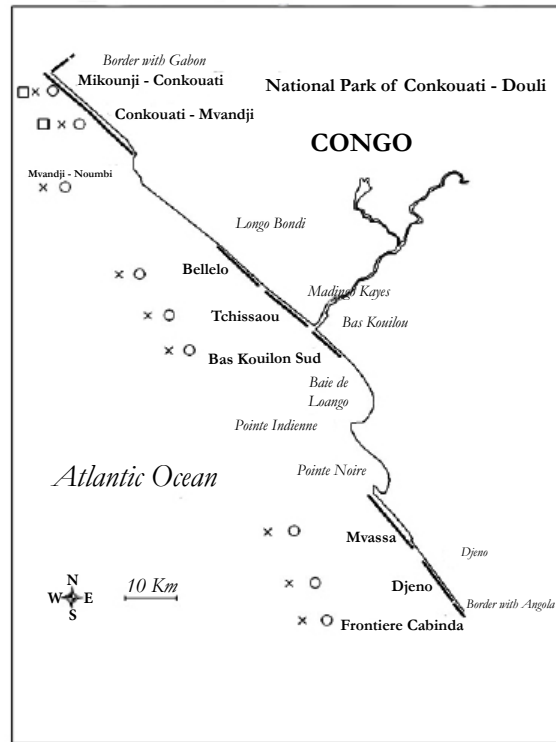 Border with Gabon
Mikounji - Conkouati
National Park of Conkouati - Douli
Conkouati - Mvandji
CONGO
Mvandji - Noumbi
Longo Bondi
Bellelo
Madingo Kayes
Tchissaou
Bas Kouilou
Bas Kouilon Sud
Baie de
Loango
Pointe Indienne
Pointe Noire
Atlantic Ocean
Mvassa
Djeno
Djeno
N
W E
S
10 Km
Border with Angola
Frontiere Cabinda